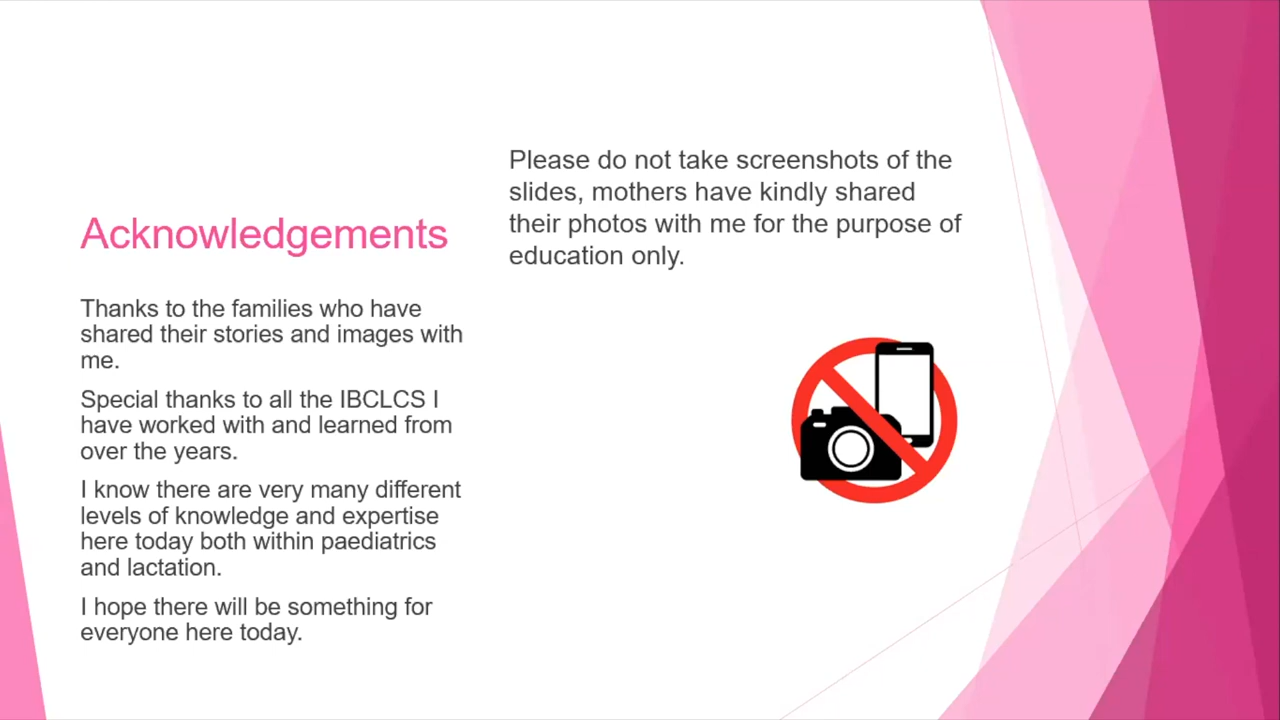 Acknowledgements
Thanks to the families who have
shared their stories and images with
me.
Special thanks to all the IBCLCS I
have worked with and learned from
over the years.
I know there are very many different
levels of knowledge and expertise
here today both within paediatrics
and lactation.
I hope there will be something for
everyone here today.
Please do not take screenshots of the
slides, mothers have kindly shared
their photos with me for the purpose of
education only.